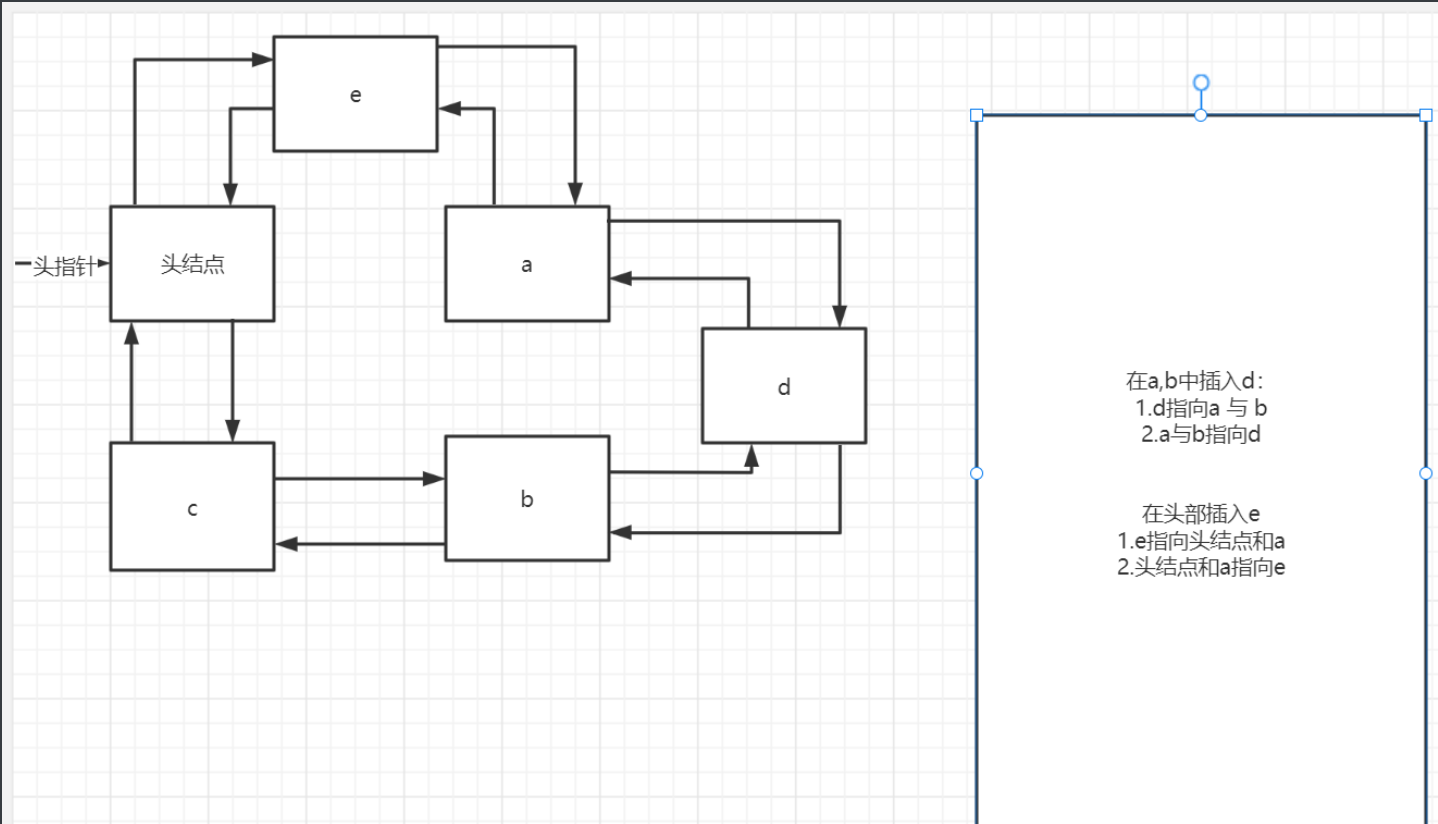 e
头指针
头结点
a
d
c
b
在a,b中插入d：
1.d指向a 与 b
2.a与b指向d
在头部插入e
1.e指向头结点和a
2.头结点和a指向e